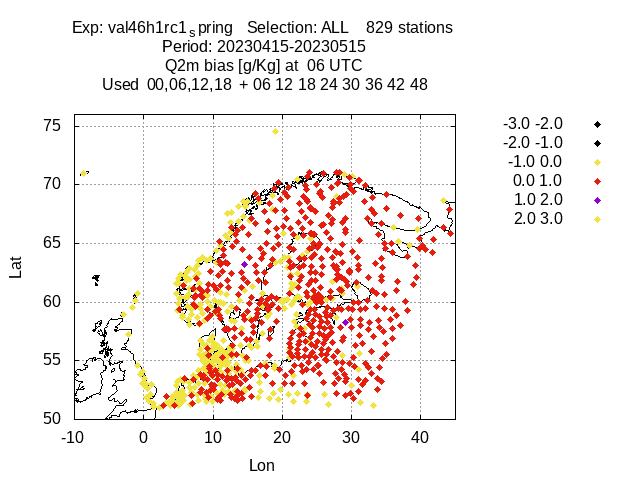 Exp: val46h1rc1spring Selection: ALL 829 stations
Period: 20230415-20230515
Q2m bias [g/Kg] at 06 UTC
Used 00,06,12,18 + 06 12 18 24 30 36 42 48
-3.0 -2.0
-2.0 -1.0
-1.0 0.0
0.0 1.0
1.0 2.0
2.0 3.0
75
70
65
60
55
50
Lat
-10 0 10 20 30 40
Lon